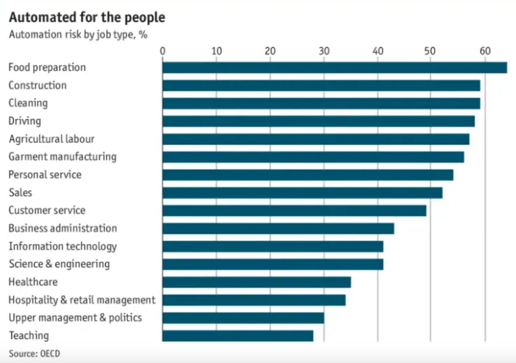 Automated for the people
Automation risk by job type, %
0 10 20 30 40 50 60
Food preparation
Construction
Cleaning
Driving
Agricultural labour
Garment manufacturing
Personal service
Sales
Customer service
Business administration
Information technology
Science & engineering
Healthcare
Hospitality & retail management
Upper management & politics
Teaching
Source: OECD